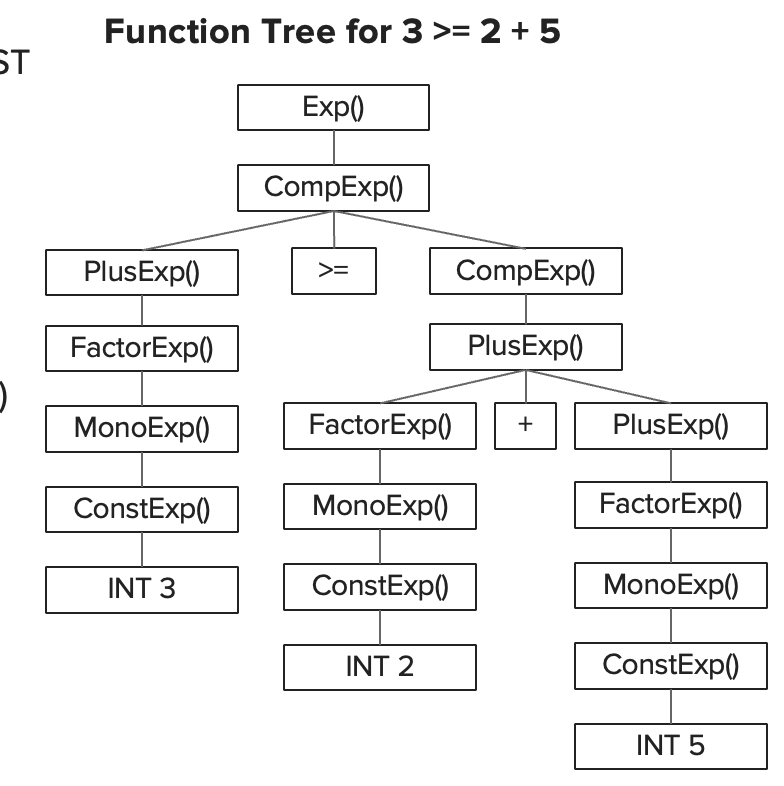 Function Tree for 3 >= 2 + 5
ST
Exp()
CompExp()
PlusExp()
>=
CompExp()
FactorExp()
PlusExp()
)
MonoExp()
FactorExp()
+
PlusExp()
ConstExp()
MonoExp()
FactorExp()
INT 3
ConstExp()
MonoExp()
INT 2
ConstExp()
INT 5